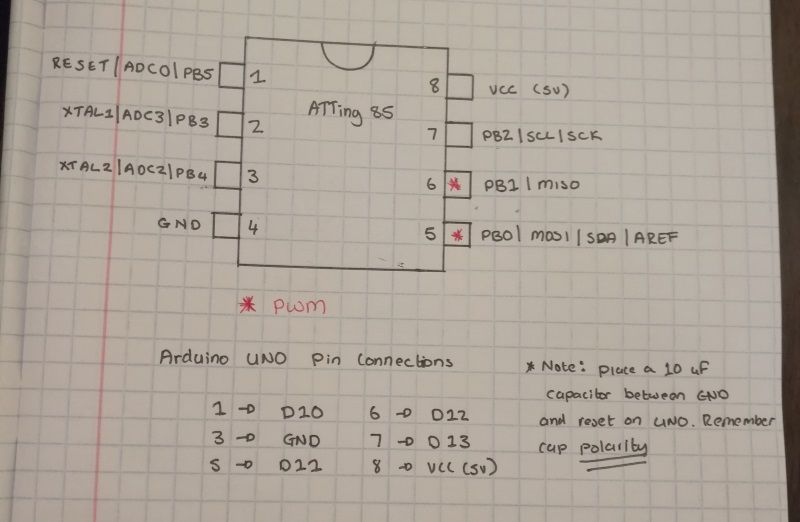 RESET | ADC0 | PB5
1
XTAL1 | ADC3 | PB3
2
XTAL2 | ADC2 | PB4
3
GND
4
ATTiny 85
8
VCC (5V)
7
PB2 | SCL | SCK
6 *
PB1 | MISO
5 *
PB0 | MOSI | SDA | AREF
* PWM
Arduino UNO Pin Connections
1 → D10 6 → D12
3 → GND 7 → D13
5 → D11 8 → VCC (5V)
* Note: place a 10 uF
capacitor between GND
and reset on UNO. Remember
cap polarity